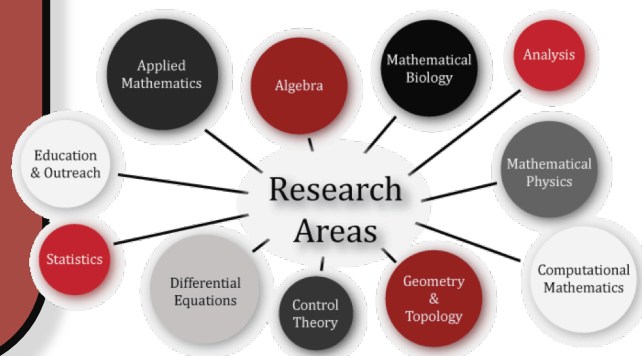 Applied
Mathematics
Algebra
Mathematical
Biology
Analysis
Education
& Outreach
Research
Areas
Mathematical
Physics
Statistics
Differential
Equations
Control
Theory
Geometry
&
Topology
Computational
Mathematics